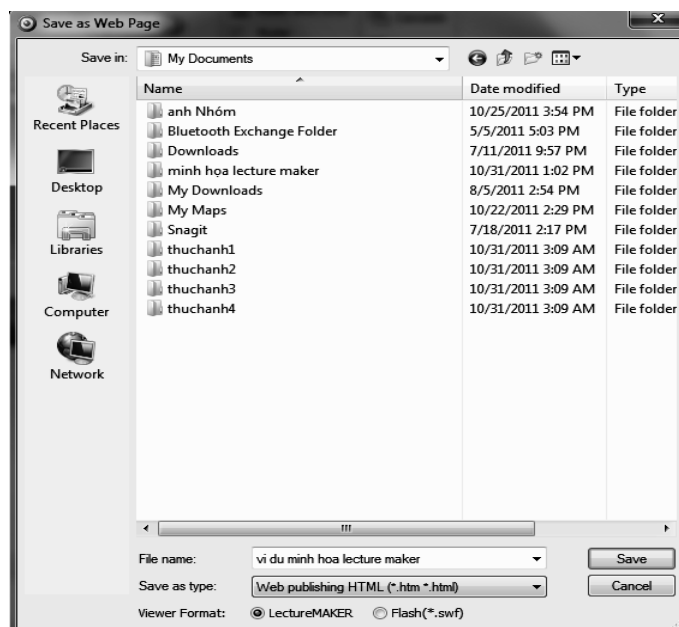 Save as Web Page
Save in: My Documents
Name Date modified Type
Recent Places
Desktop
Libraries
Computer
Network
anh Nhóm 10/25/2011 3:54 PM File folder
Bluetooth Exchange Folder 5/5/2011 5:03 PM File folder
Downloads 7/11/2011 9:57 PM File folder
minh họa lecture maker 10/31/2011 1:02 PM File folder
My Downloads 8/5/2011 2:54 PM File folder
My Maps 10/22/2011 2:29 PM File folder
Snagit 7/18/2011 2:17 PM File folder
thuchanh1 10/31/2011 3:09 AM File folder
thuchanh2 10/31/2011 3:09 AM File folder
thuchanh3 10/31/2011 3:09 AM File folder
thuchanh4 10/31/2011 3:09 AM File folder
File name: vi du minh hoa lecture maker Save
Save as type: Web publishing HTML (*.htm *.html) Cancel
Viewer Format: LectureMAKER Flash(*.swf)